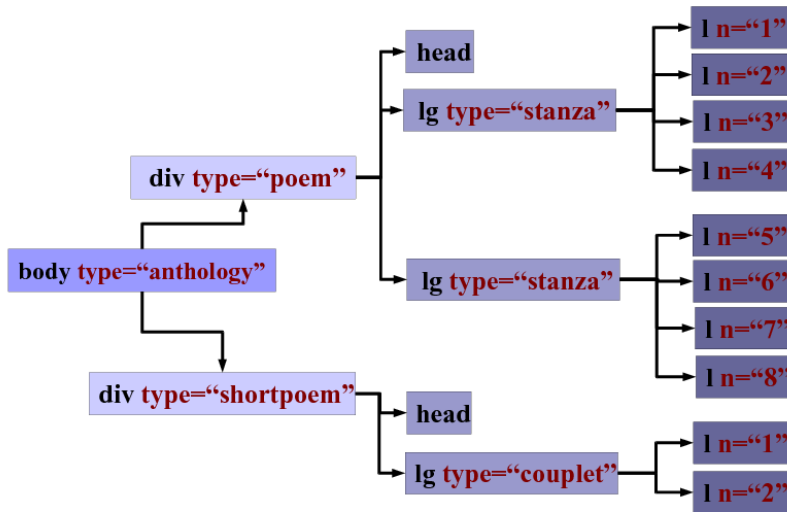 body type=“anthology”
div type=“poem”
head
lg type=“stanza”
l n=“1”
l n=“2”
l n=“3”
l n=“4”
lg type=“stanza”
l n=“5”
l n=“6”
l n=“7”
l n=“8”
div type=“shortpoem”
head
lg type=“couplet”
l n=“1”
l n=“2”